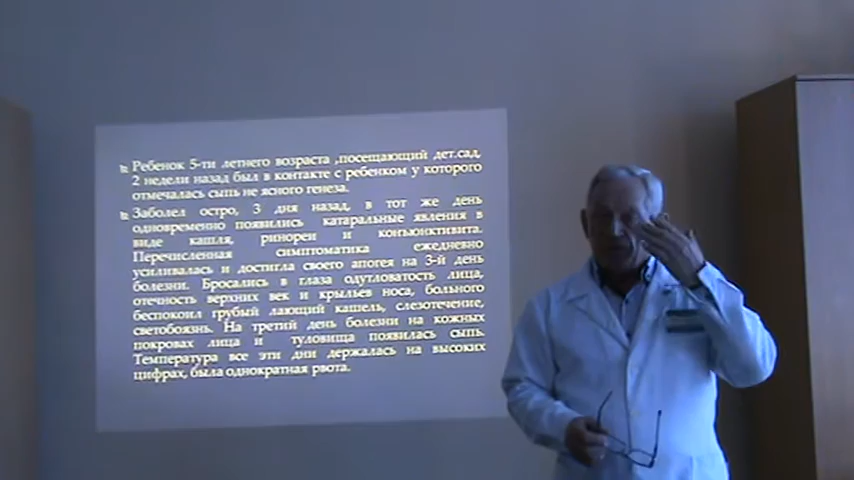 Ребенок 5-ти летнего возраста ,посещающий дет.сад,
2 недели назад был в контакте с ребенком у которого
отмечалась сыпь не ясного генеза.
Заболел остро, 3 дня назад, в тот же день
одновременно появились катаральные явления в
виде кашля, ринореи и конъюнктивита.
Перечисленная симптоматика ежедневно
усиливалась и достигла своего апогея на 3-й день
болезни. Бросались в глаза одутловатость лица,
отечность верхних век и крыльев носа, больного
беспокоил грубый лающий кашель, слезотечение,
светобоязнь. На третий день болезни на кожных
покровах лица и туловища появилась сыпь.
Температура все эти дни держалась на высоких
цифрах, была однократная рвота.